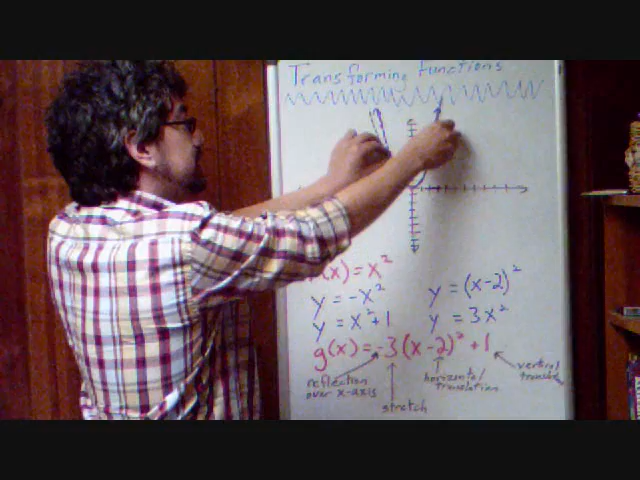 Transforming functions
(x) = x²
y = -x²
y = (x-2)²
y = x² + 1
y = 3x²
g(x) = -3(x-2)² + 1
reflection
over x-axis
stretch
horizontal
translation
vertical